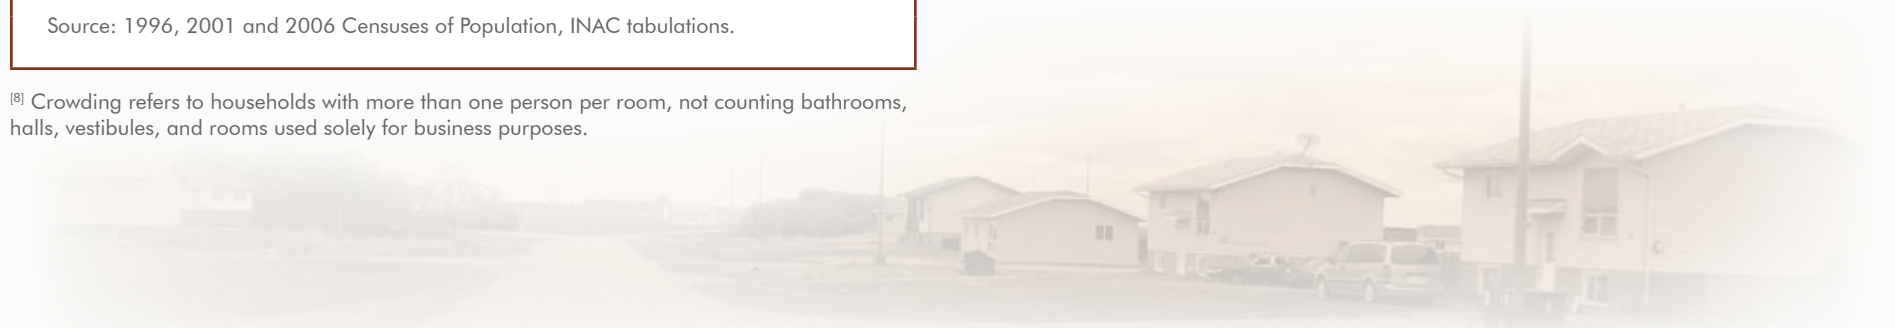 Source: 1996, 2001 and 2006 Censuses of Population, INAC tabulations.
[8] Crowding refers to households with more than one person per room, not counting bathrooms,
halls, vestibules, and rooms used solely for business purposes.